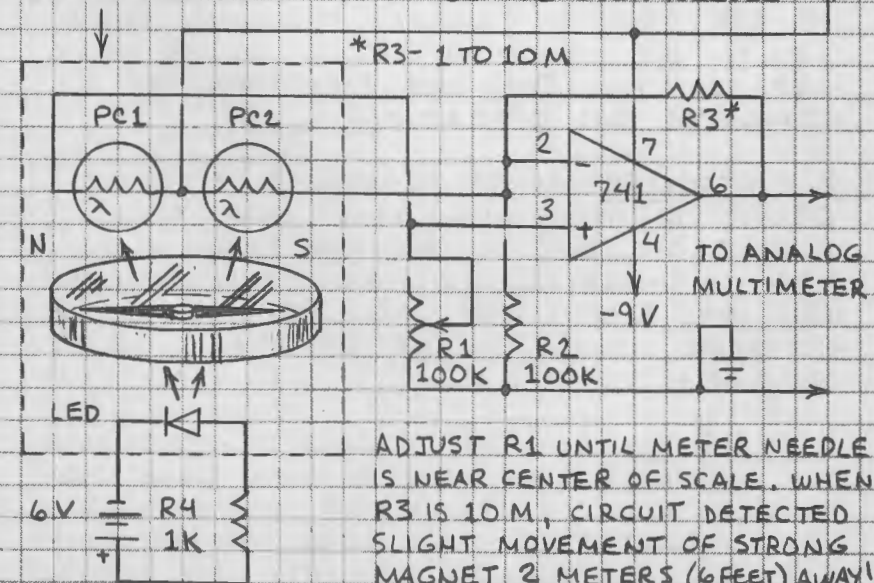 *R3- 1 TO 10 M
PC1
PC2
λ
λ
N
S
R3*
2
-
7
741
6
3
+
4
-9V
TO ANALOG
MULTIMETER
R1
100K
R2
100K
LED
6V
R4
1K
+
ADJUST R1 UNTIL METER NEEDLE
IS NEAR CENTER OF SCALE. WHEN
R3 IS 10 M, CIRCUIT DETECTED
SLIGHT MOVEMENT OF STRONG
MAGNET 2 METERS (6 FEET) AWAY!